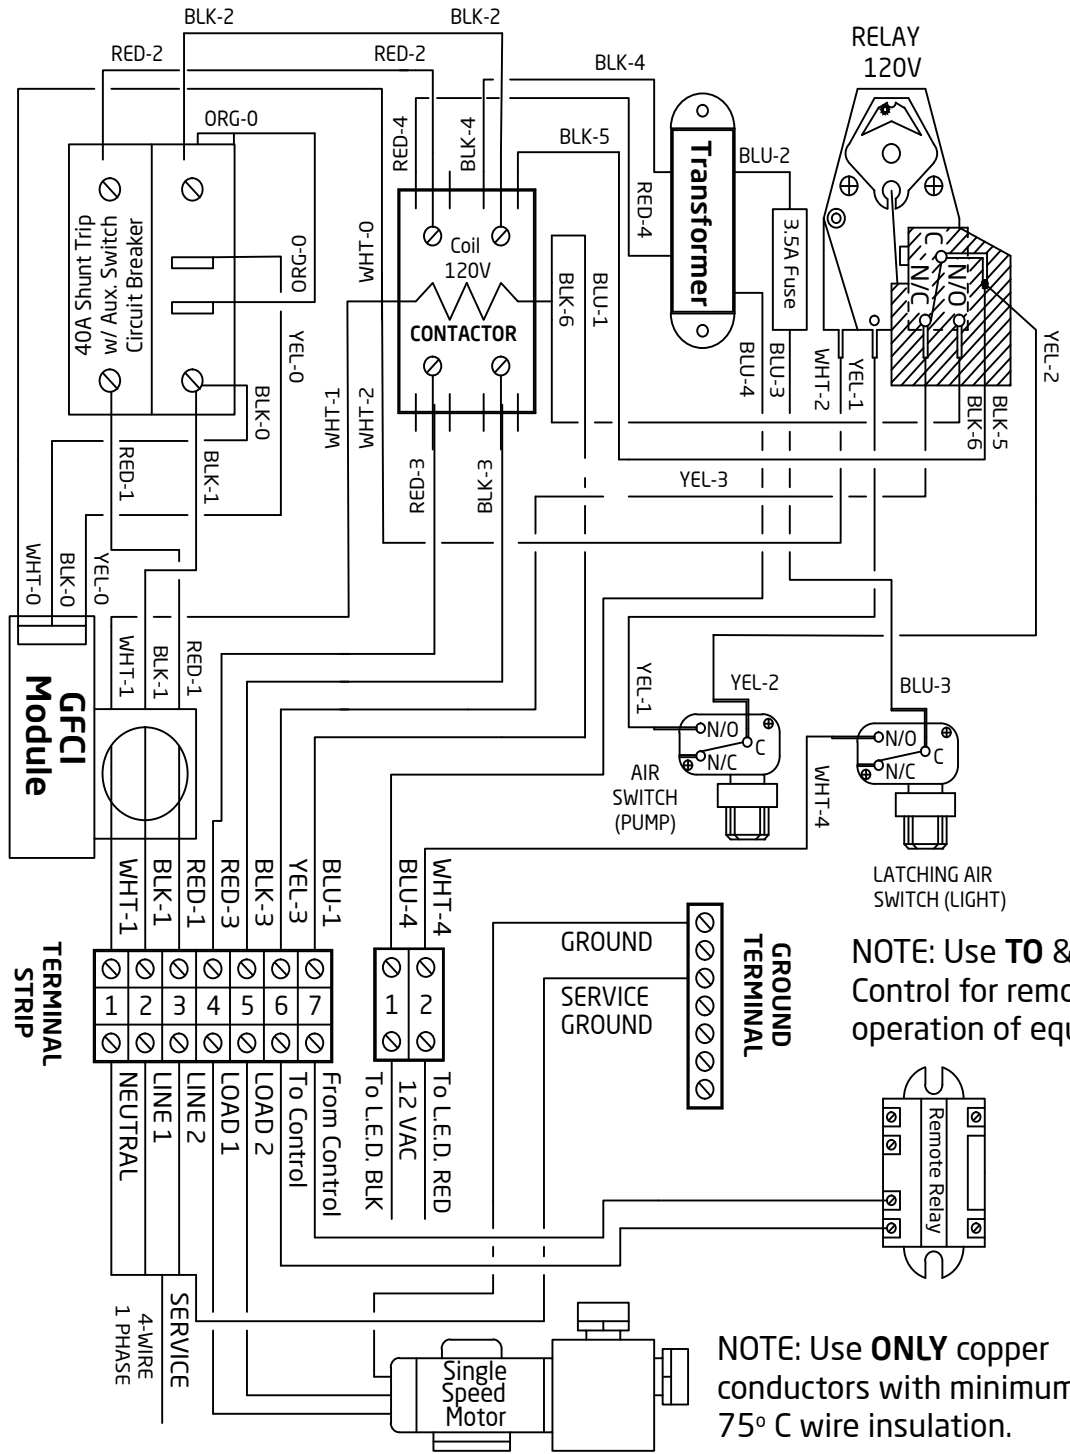 BLK-2
BLK-2
RED-2
RED-2
RELAY
120V
BLK-4
ORG-0
RED-4
BLK-4
BLK-5
Transformer
BLU-2
RED-4
40A Shunt Trip
w/ Aux. Switch
Circuit Breaker
ORG-0
WHT-0
Coil
120V
CONTACTOR
BLK-6
BLU-1
3.5A Fuse
C
N/O
N/C
YEL-0
BLU-4
BLU-3
WHT-2
YEL-1
YEL-2
BLK-0
WHT-1
WHT-2
BLK-6
BLK-5
RED-1
BLK-1
RED-3
BLK-3
YEL-3
WHT-0
BLK-0
YEL-0
WHT-1
BLK-1
RED-1
GFCI
Module
YEL-1
YEL-2
BLU-3
N/O
C
N/C
N/O
C
N/C
AIR
SWITCH
(PUMP)
WHT-4
LATCHING AIR
SWITCH (LIGHT)
WHT-1
BLK-1
RED-1
RED-3
BLK-3
YEL-3
BLU-1
BLU-4
WHT-4
TERMINAL
STRIP
1
2
3
4
5
6
7
1
2
GROUND
SERVICE
GROUND
GROUND
TERMINAL
NOTE: Use TO &
Control for remo
operation of equ
NEUTRAL
LINE 1
LINE 2
LOAD 1
LOAD 2
To Control
From Control
To L.E.D. BLK
12 VAC
To L.E.D. RED
Remote Relay
SERVICE
4-WIRE
1 PHASE
Single
Speed
Motor
NOTE: Use ONLY copper
conductors with minimum
75º C wire insulation.